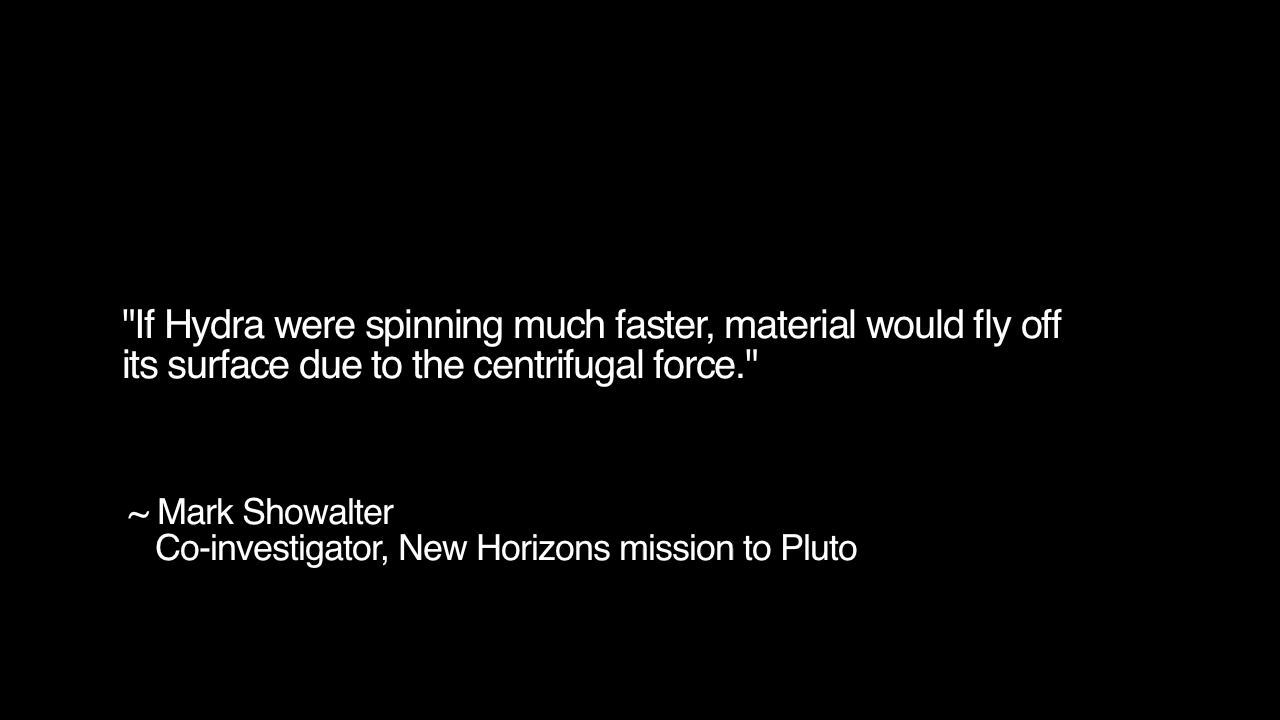 "If Hydra were spinning much faster, material would fly off
its surface due to the centrifugal force."
~ Mark Showalter
Co-investigator, New Horizons mission to Pluto